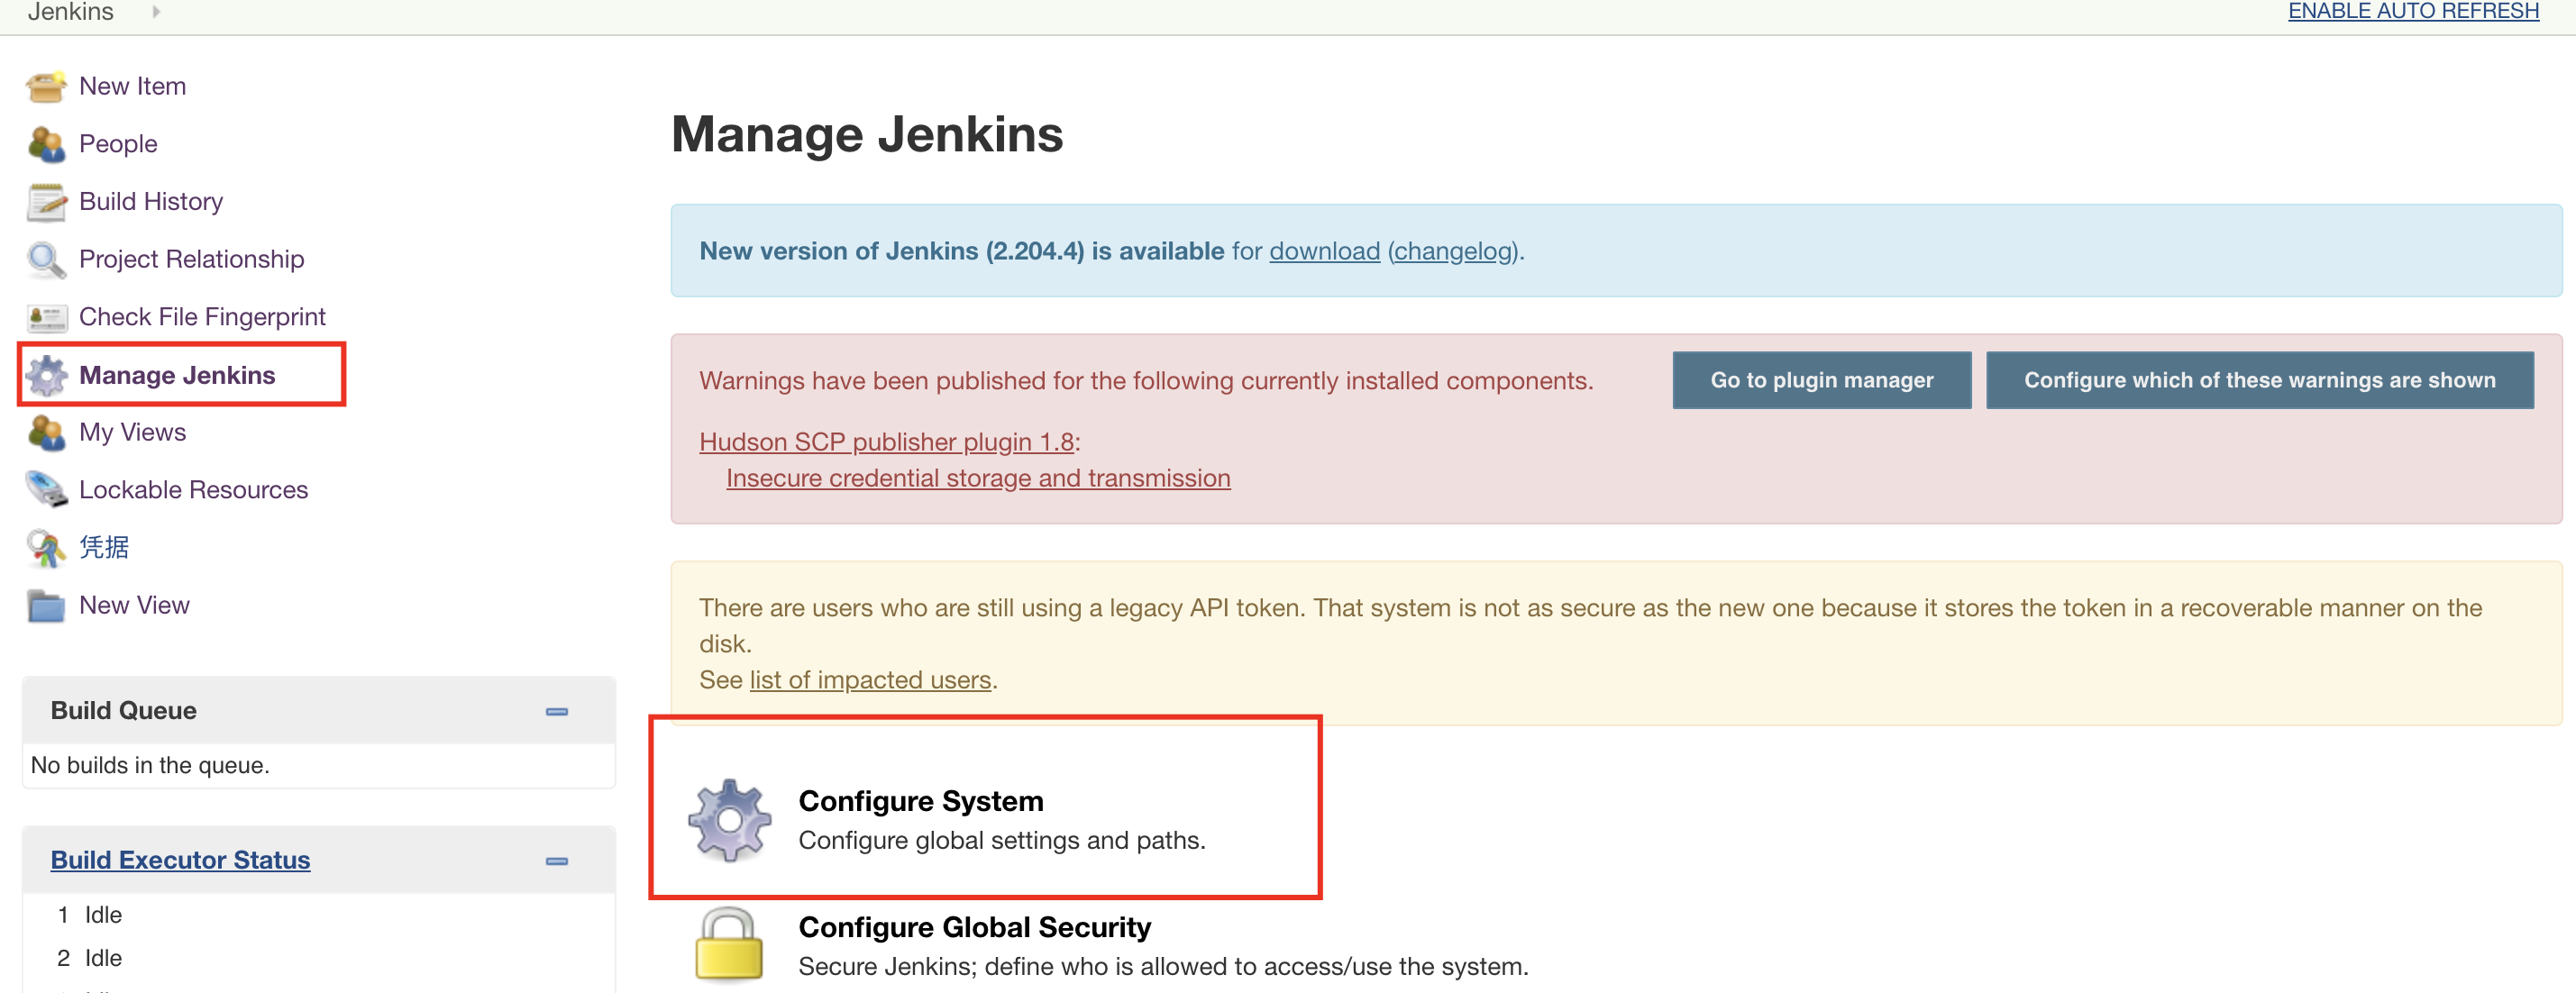 Jenkins
ENABLE AUTO REFRESH
New Item
People
Build History
Project Relationship
Check File Fingerprint
Manage Jenkins
My Views
Lockable Resources
凭据
New View
Build Queue
No builds in the queue.
Build Executor Status
1 Idle
2 Idle
Manage Jenkins
New version of Jenkins (2.204.4) is available for download (changelog).
Warnings have been published for the following currently installed components.
Go to plugin manager
Configure which of these warnings are shown
Hudson SCP publisher plugin 1.8:
Insecure credential storage and transmission
There are users who are still using a legacy API token. That system is not as secure as the new one because it stores the token in a recoverable manner on the
disk.
See list of impacted users.
Configure System
Configure global settings and paths.
Configure Global Security
Secure Jenkins; define who is allowed to access/use the system.